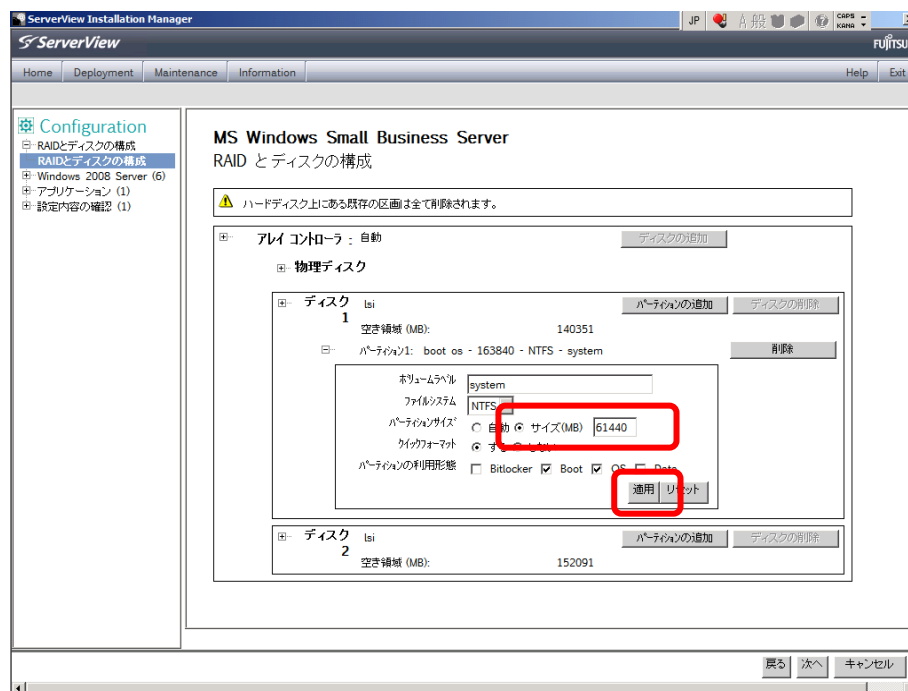 ServerView Installation Manager
JP A 般 CAPS KANA
ServerView FUJITSU
Home Deployment Maintenance Information Help Exit
Configuration
RAIDとディスクの構成
RAIDとディスクの構成
Windows 2008 Server (6)
アプリケーション (1)
設定内容の確認 (1)
MS Windows Small Business Server
RAID とディスクの構成
ハードディスク上にある既存の区画は全て削除されます。
アレイ コントローラ : 自動 ディスクの追加
物理ディスク
ディスク 1 lsi パーティションの追加 ディスクの削除
空き領域 (MB): 140351
パーティション1: boot os - 163840 - NTFS - system 削除
ボリュームラベル system
ファイルシステム NTFS
パーティションサイズ 自動 サイズ(MB) 61440
クイックフォーマット する しない
パーティションの利用形態 Bitlocker Boot OS Data
適用 リセット
ディスク 2 lsi パーティションの追加 ディスクの削除
空き領域 (MB): 152091
戻る 次へ キャンセル